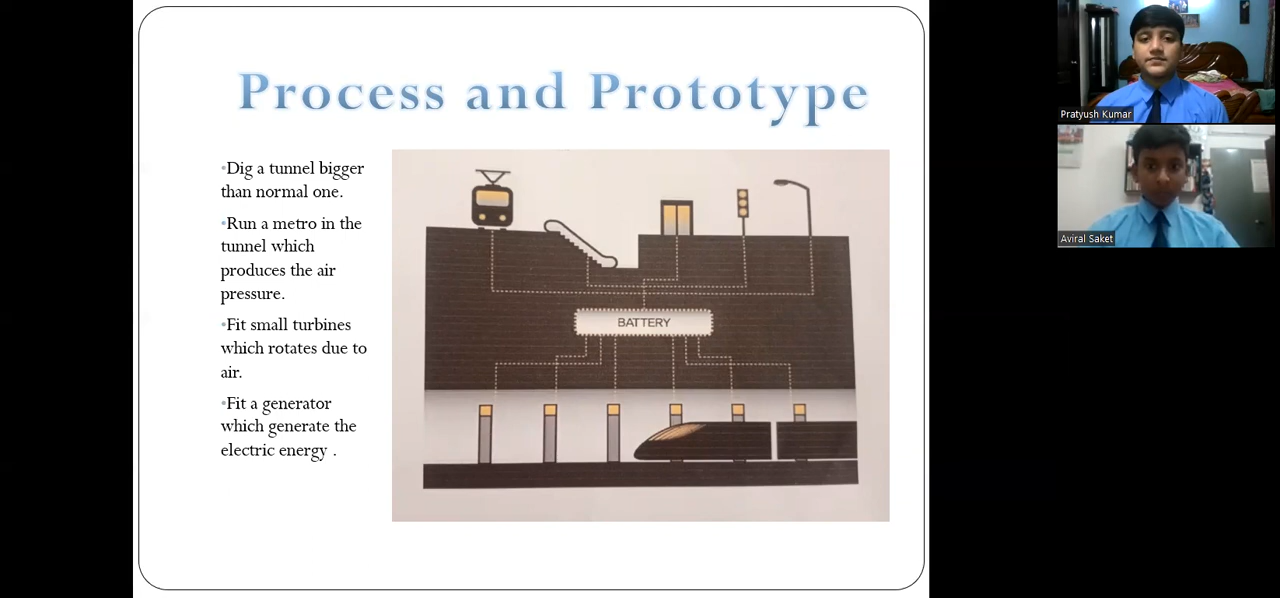 Process and Prototype
•Dig a tunnel bigger
than normal one.
•Run a metro in the
tunnel which
produces the air
pressure.
•Fit small turbines
which rotates due to
air.
•Fit a generator
which generate the
electric energy .
BATTERY
Pratyush Kumar
Aviral Saket